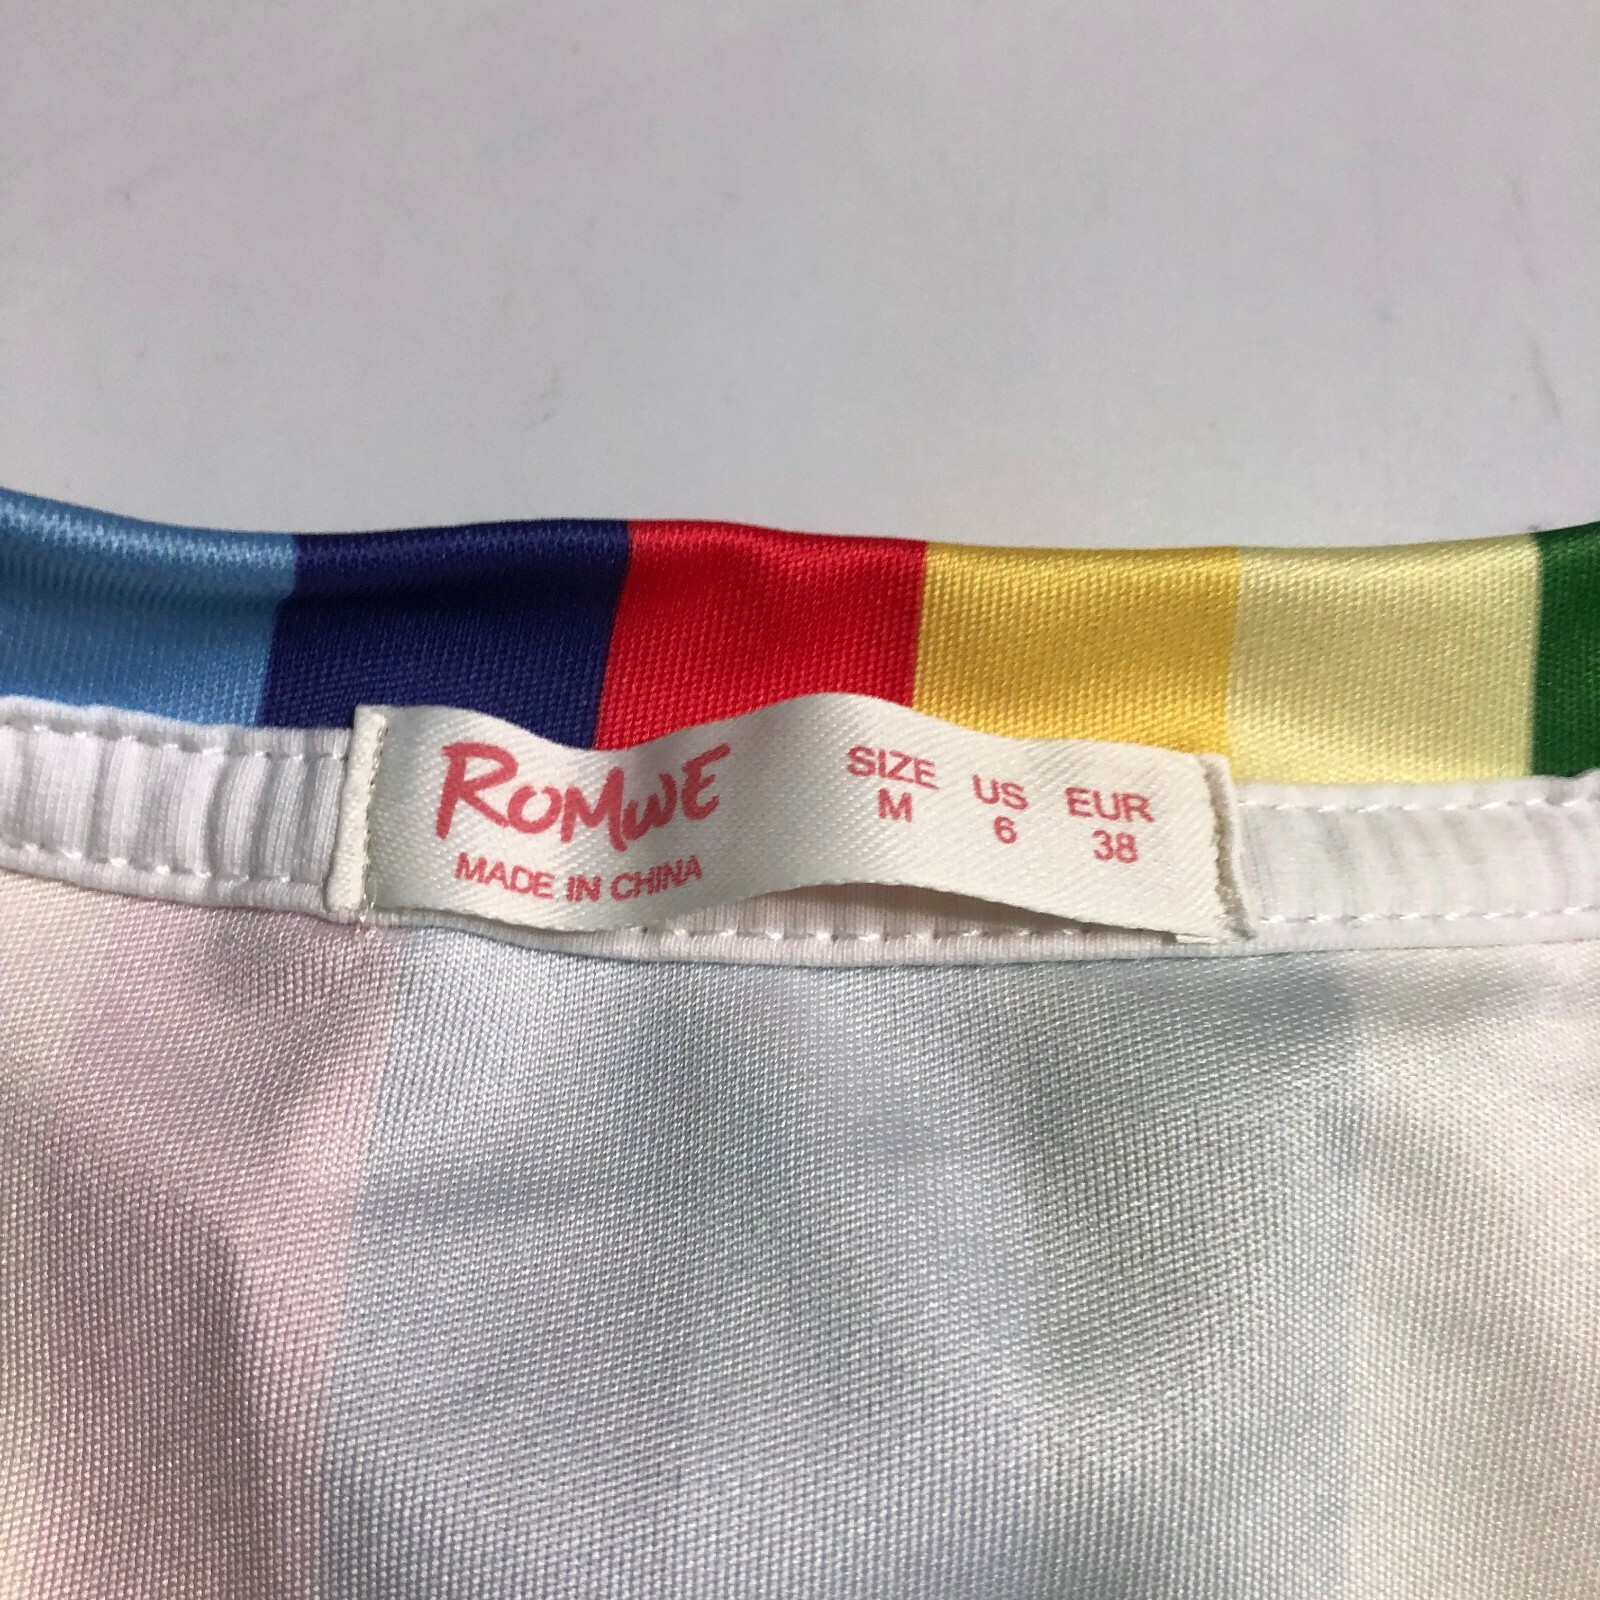 ROMWE
MADE IN CHINA
SIZE US EUR
M 6 38